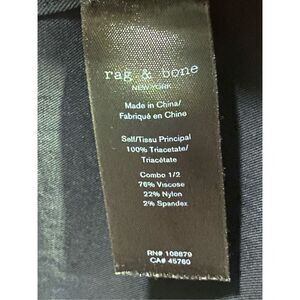 rag & bone
NEW YORK
Made in China/
Fabriqué en Chine
Self/Tissu Principal
100% Triacetate/
Triacétate
Combo 1/2
76% Viscose
22% Nylon
2% Spandex
RN# 108879
CA# 45760